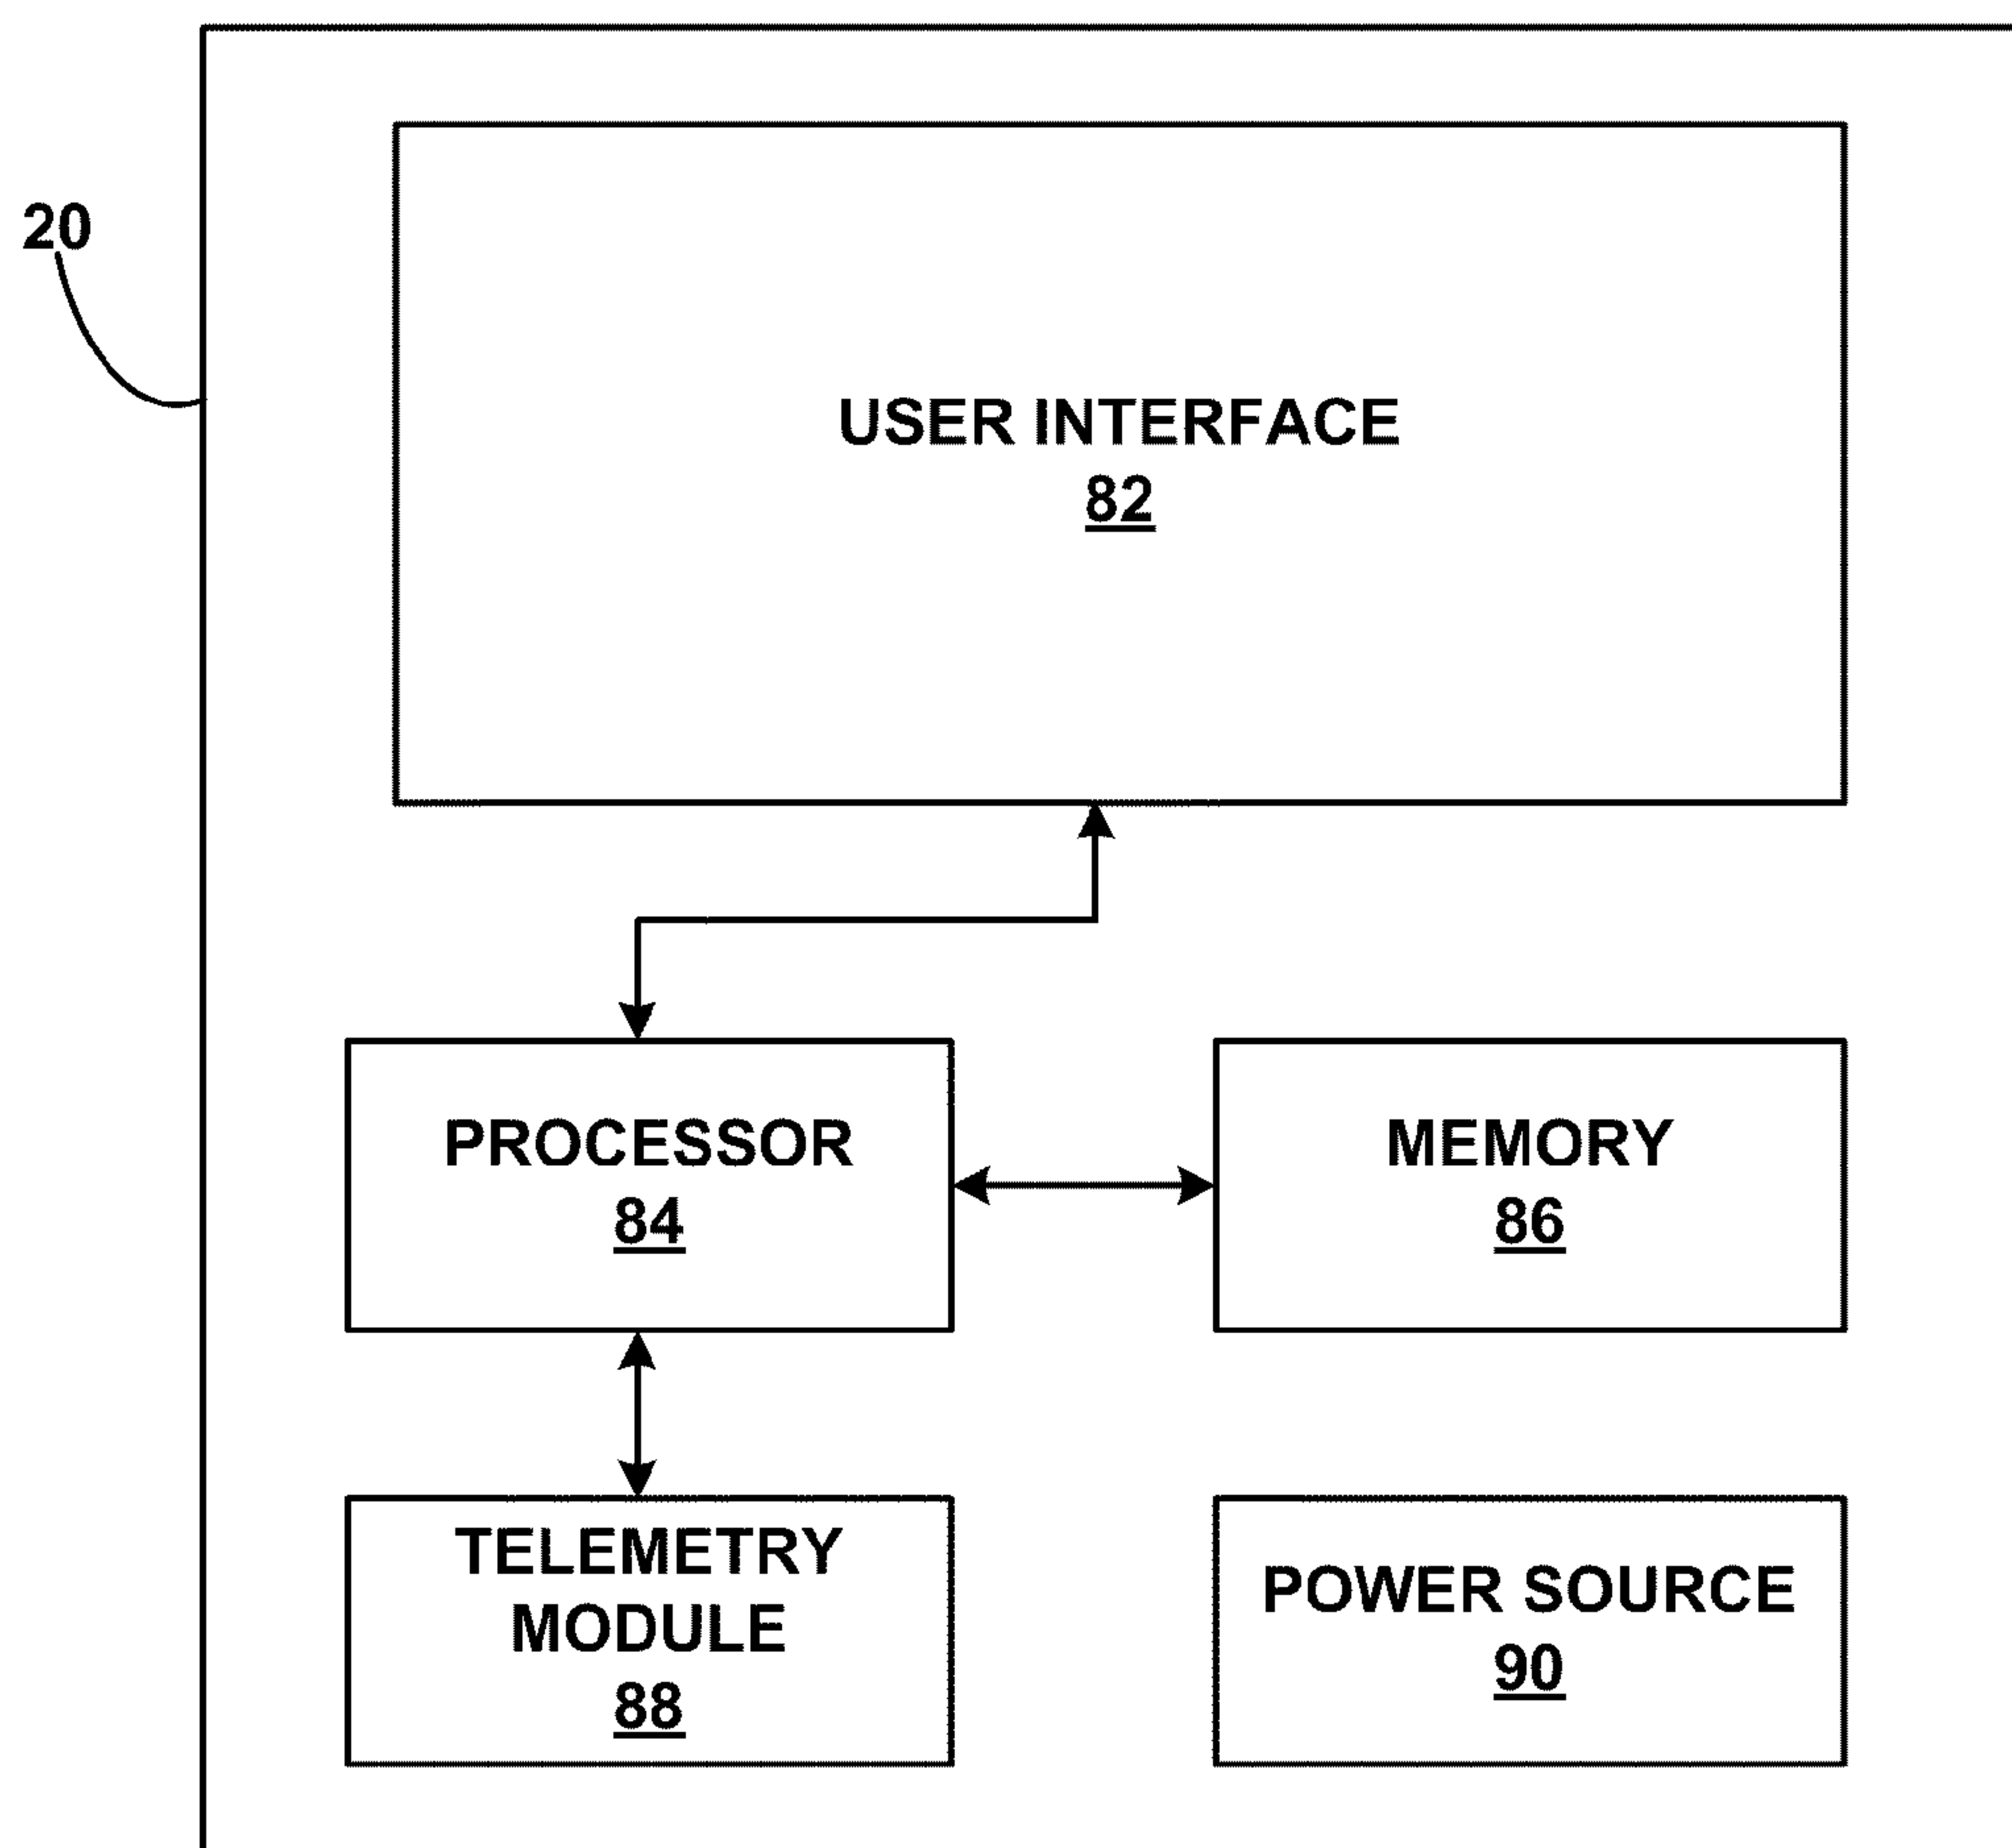 20
USER INTERFACE
82
PROCESSOR
84
MEMORY
86
TELEMETRY
MODULE
88
POWER SOURCE
90